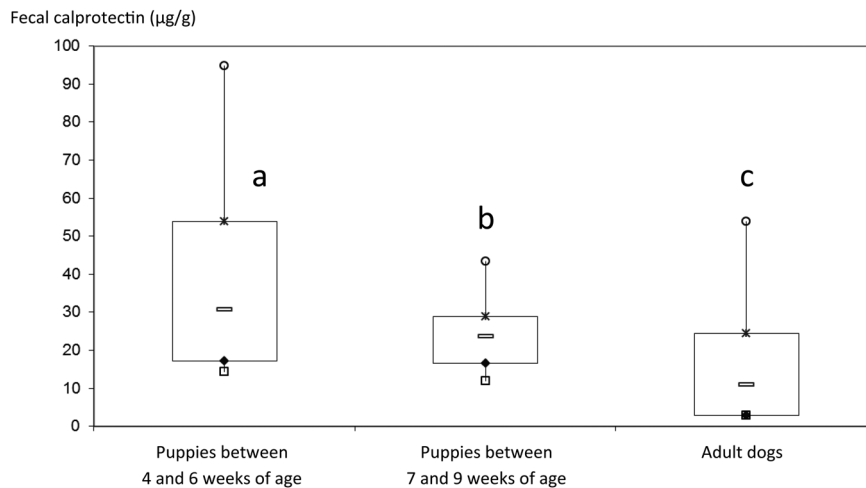 Fecal calprotectin (µg/g)
100
90
80
70
60
50
40
30
20
10
0
a
b
c
Puppies between
4 and 6 weeks of age
Puppies between
7 and 9 weeks of age
Adult dogs